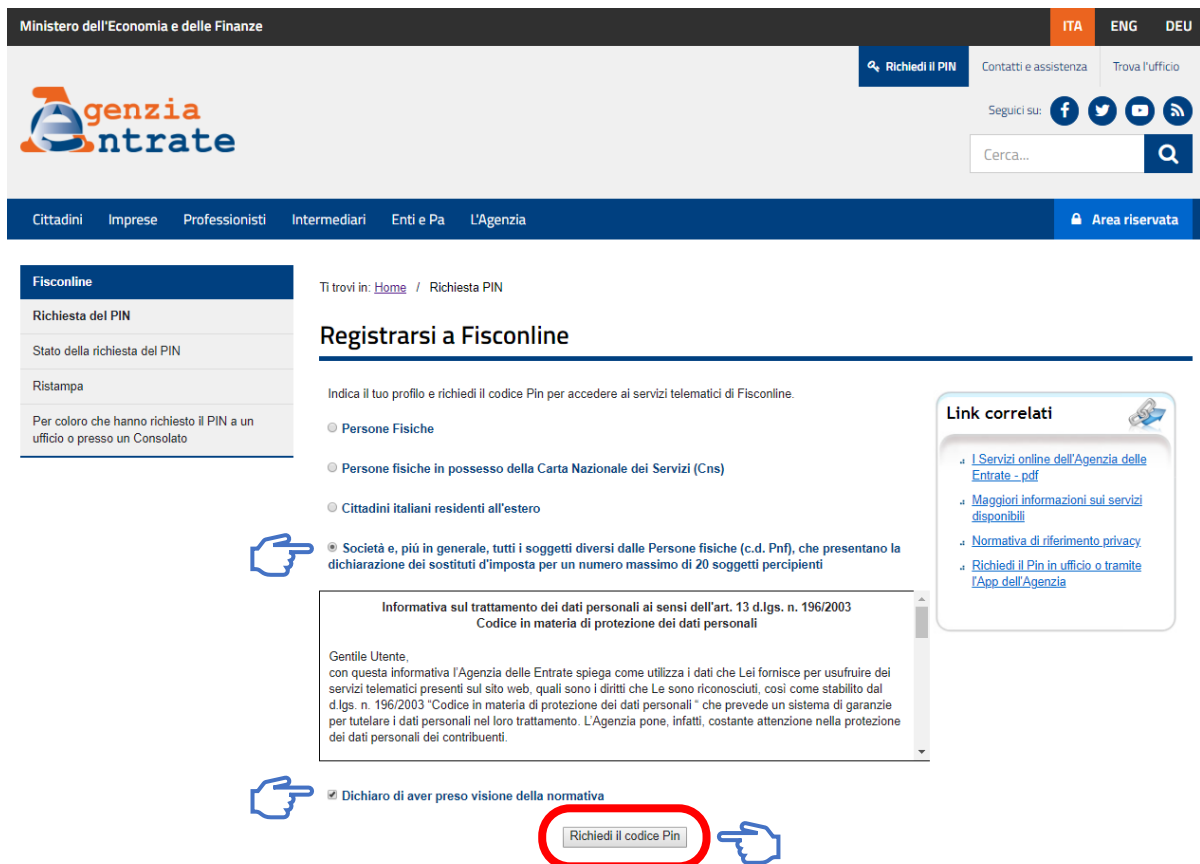 Ministero dell'Economia e delle Finanze
ITA ENG DEU
Richiedi il PIN Contatti e assistenza Trova l'ufficio
Agenzia
Entrate
Seguici su:
Cerca...
Cittadini Imprese Professionisti Intermediari Enti e Pa L'Agenzia Area riservata
Fisconline
Richiesta del PIN
Stato della richiesta del PIN
Ristampa
Per coloro che hanno richiesto il PIN a un
ufficio o presso un Consolato
Ti trovi in: Home / Richiesta PIN
Registrarsi a Fisconline
Indica il tuo profilo e richiedi il codice Pin per accedere ai servizi telematici di Fisconline.
Persone Fisiche
Persone fisiche in possesso della Carta Nazionale dei Servizi (Cns)
Cittadini italiani residenti all'estero
Società e, piú in generale, tutti i soggetti diversi dalle Persone fisiche (c.d. Pnf), che presentano la
dichiarazione dei sostituti d'imposta per un numero massimo di 20 soggetti percipienti
Informativa sul trattamento dei dati personali ai sensi dell'art. 13 d.lgs. n. 196/2003
Codice in materia di protezione dei dati personali
Gentile Utente,
con questa informativa l'Agenzia delle Entrate spiega come utilizza i dati che Lei fornisce per usufruire dei
servizi telematici presenti sul sito web, quali sono i diritti che Le sono riconosciuti, così come stabilito dal
d.lgs. n. 196/2003 "Codice in materia di protezione dei dati personali " che prevede un sistema di garanzie
per tutelare i dati personali nel loro trattamento. L'Agenzia pone, infatti, costante attenzione nella protezione
dei dati personali dei contribuenti.
Dichiaro di aver preso visione della normativa
Richiedi il codice Pin
Link correlati
I Servizi online dell'Agenzia delle
Entrate - pdf
Maggiori informazioni sui servizi
disponibili
Normativa di riferimento privacy
Richiedi il Pin in ufficio o tramite
l'App dell'Agenzia